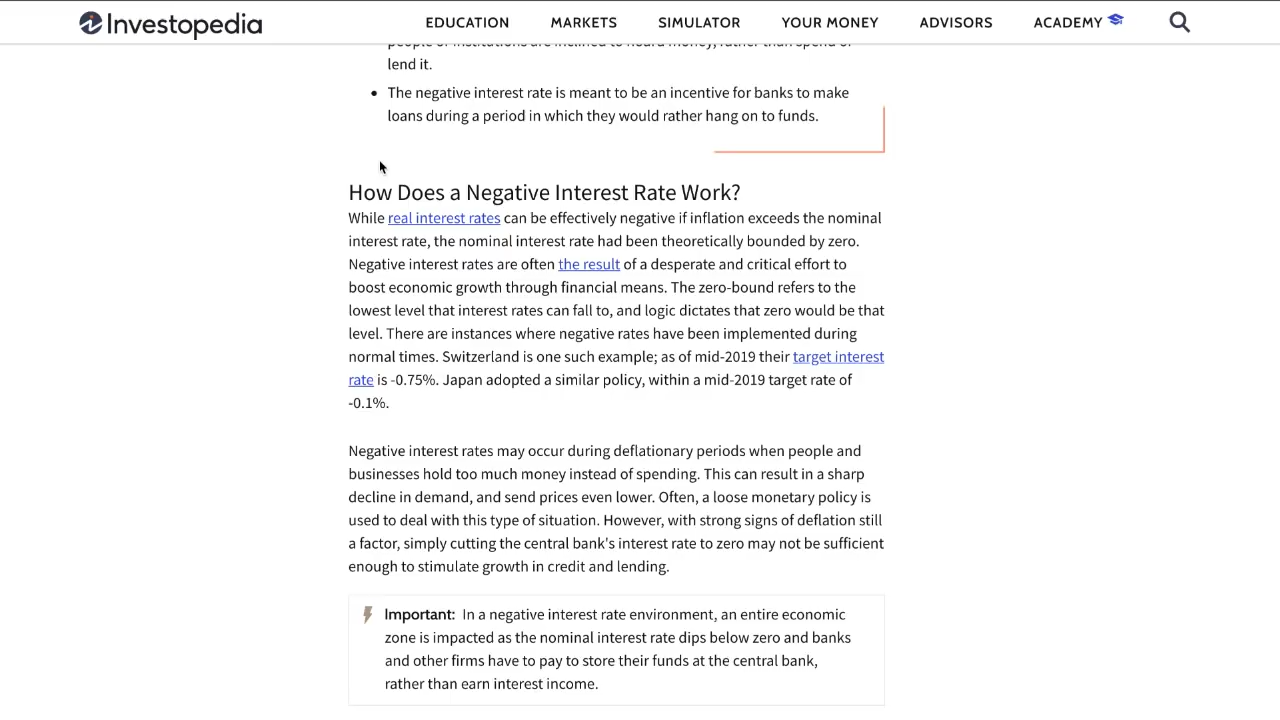 Investopedia
EDUCATION MARKETS SIMULATOR YOUR MONEY ADVISORS ACADEMY
people or institutions are inclined to hoard money, rather than spend or
lend it.
• The negative interest rate is meant to be an incentive for banks to make
loans during a period in which they would rather hang on to funds.
How Does a Negative Interest Rate Work?
While real interest rates can be effectively negative if inflation exceeds the nominal
interest rate, the nominal interest rate had been theoretically bounded by zero.
Negative interest rates are often the result of a desperate and critical effort to
boost economic growth through financial means. The zero-bound refers to the
lowest level that interest rates can fall to, and logic dictates that zero would be that
level. There are instances where negative rates have been implemented during
normal times. Switzerland is one such example; as of mid-2019 their target interest
rate is -0.75%. Japan adopted a similar policy, within a mid-2019 target rate of
-0.1%.
Negative interest rates may occur during deflationary periods when people and
businesses hold too much money instead of spending. This can result in a sharp
decline in demand, and send prices even lower. Often, a loose monetary policy is
used to deal with this type of situation. However, with strong signs of deflation still
a factor, simply cutting the central bank's interest rate to zero may not be sufficient
enough to stimulate growth in credit and lending.
Important: In a negative interest rate environment, an entire economic
zone is impacted as the nominal interest rate dips below zero and banks
and other firms have to pay to store their funds at the central bank,
rather than earn interest income.